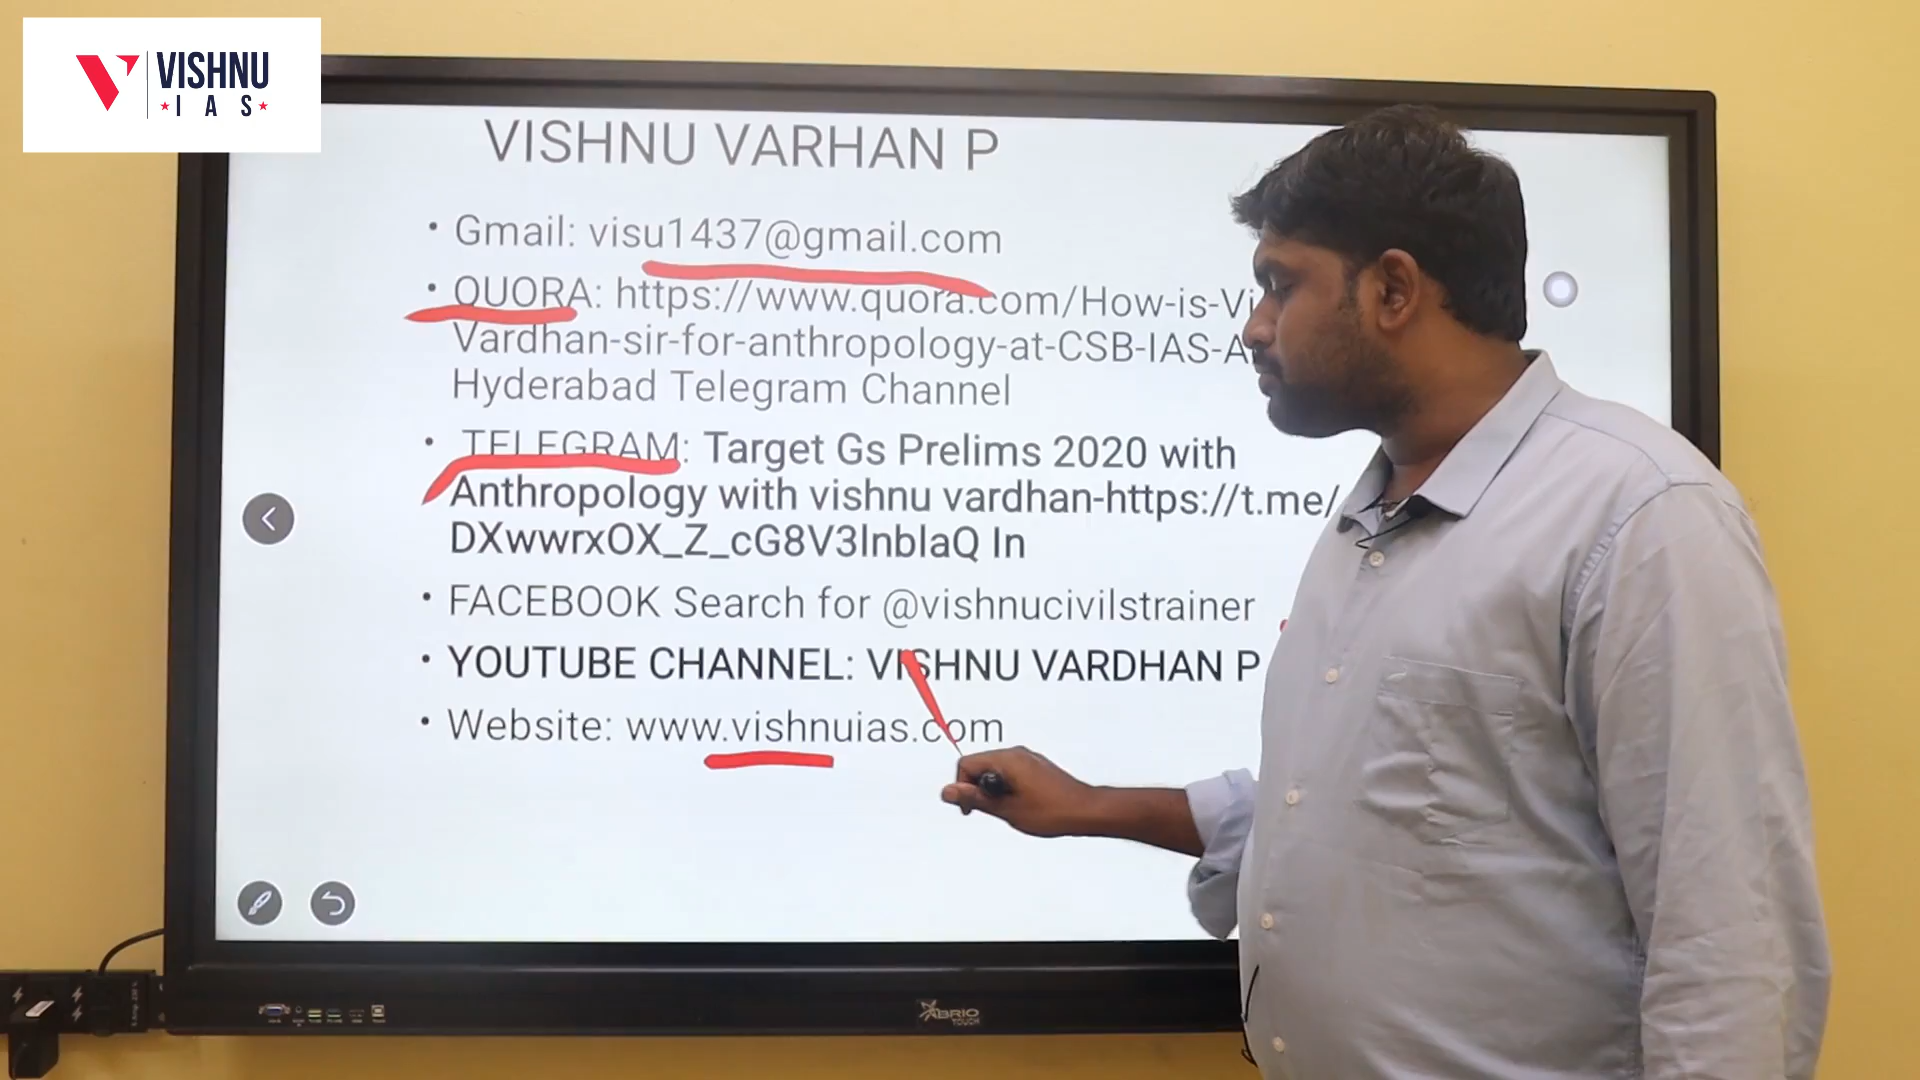 VISHNU
IAS
VISHNU VARHAN P
• Gmail: visu1437@gmail.com
• QUORA: https://www.quora.com/How-is-Vi
Vardhan-sir-for-anthropology-at-CSB-IAS-A
Hyderabad Telegram Channel
• TELEGRAM: Target Gs Prelims 2020 with
Anthropology with vishnu vardhan-https://t.me/
DXwwrxOX_Z_cG8V3lnblaQ In
• FACEBOOK Search for @vishnucivilstrainer
• YOUTUBE CHANNEL: VISHNU VARDHAN P
• Website: www.vishnuias.com
ABRIO
TOUCH